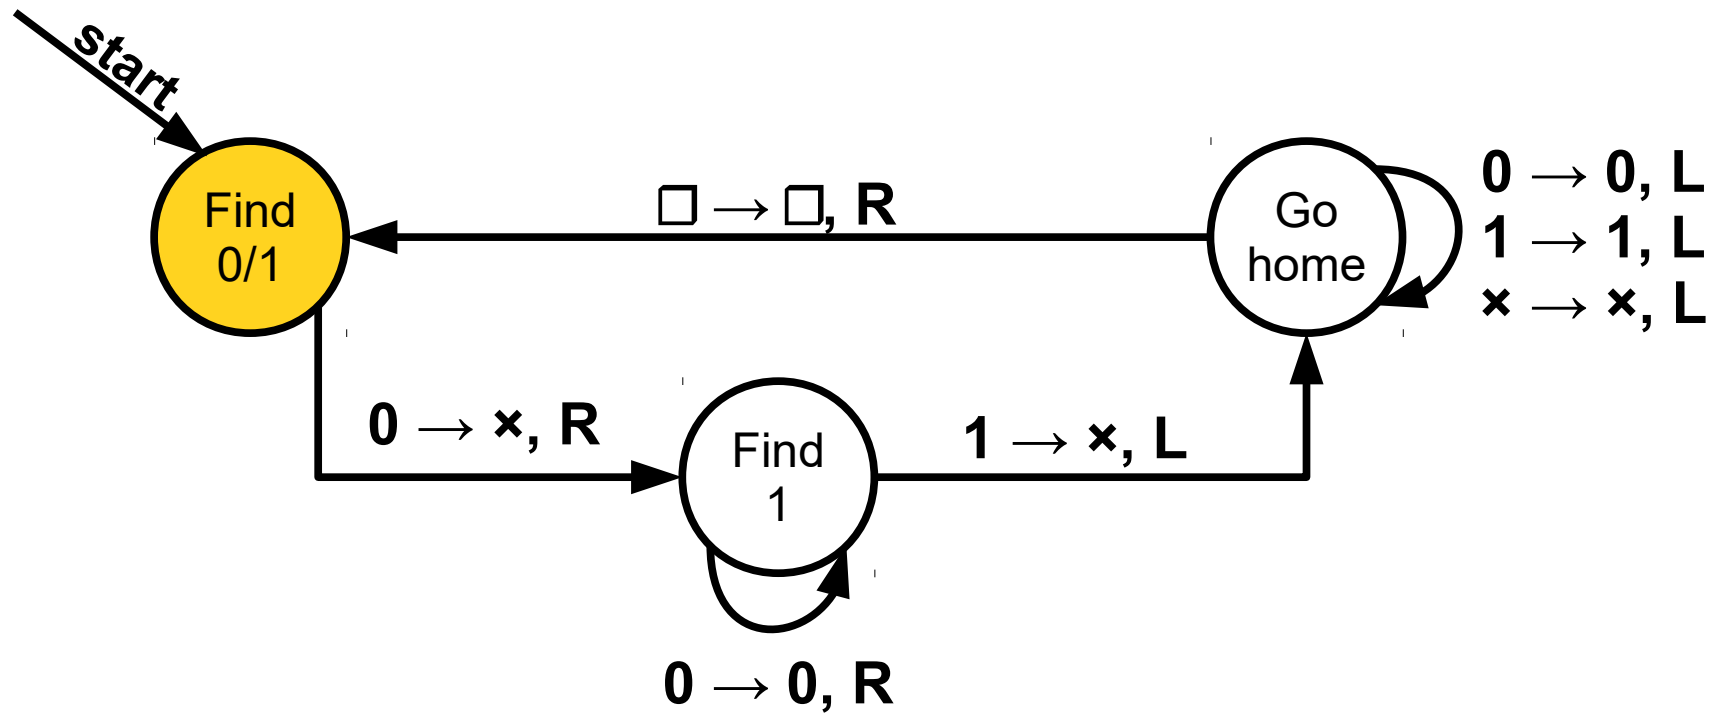 start
Find
0/1
□ → □, R
Go
home
0 → 0, L
1 → 1, L
× → ×, L
0 → ×, R
Find
1
1 → ×, L
0 → 0, R